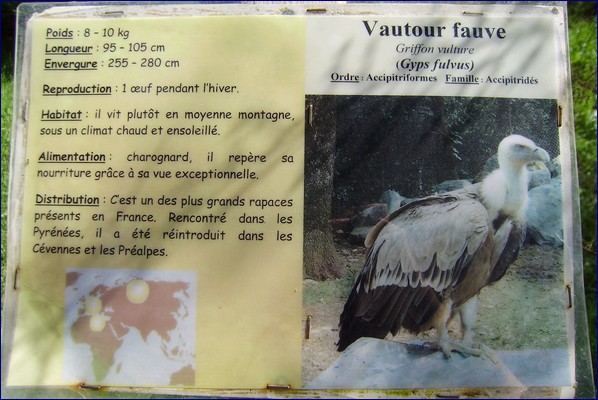 Poids : 8 – 10 kg
Longueur : 95 – 105 cm
Envergure : 255 – 280 cm
Reproduction : 1 œuf pendant l'hiver.
Habitat : il vit plutôt en moyenne montagne,
sous un climat chaud et ensoleillé.
Alimentation : charognard, il repère sa
nourriture grâce à sa vue exceptionnelle.
Distribution : C'est un des plus grands rapaces
présents en France. Rencontré dans les
Pyrénées, il a été réintroduit dans les
Cévennes et les Préalpes.
Vautour fauve
Griffon vulture
(Gyps fulvus)
Ordre : Accipitriformes Famille : Accipitridés